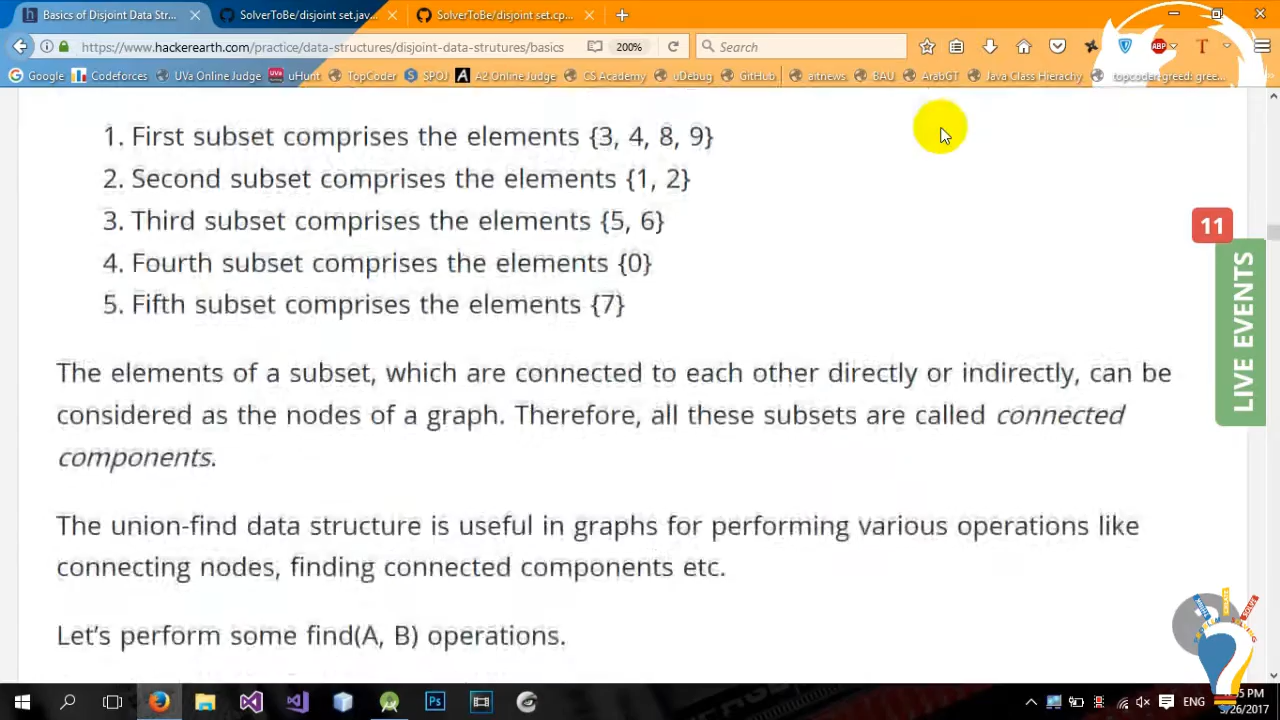 Basics of Disjoint Data Str...
SolverToBe/disjoint set.jav...
SolverToBe/disjoint set.cp...
https://www.hackerearth.com/practice/data-structures/disjoint-data-strutures/basics
200%
Search
ABP
T
Google
Codeforces
UVa Online Judge
uHunt
TopCoder
SPOJ
A2 Online Judge
CS Academy
uDebug
GitHub
aitnews
BAU
ArabGT
Java Class Hierachy
topcoder greed: gree...
1. First subset comprises the elements {3, 4, 8, 9}
2. Second subset comprises the elements {1, 2}
3. Third subset comprises the elements {5, 6}
4. Fourth subset comprises the elements {0}
5. Fifth subset comprises the elements {7}
11
LIVE EVENTS
The elements of a subset, which are connected to each other directly or indirectly, can be
considered as the nodes of a graph. Therefore, all these subsets are called connected
components.
The union-find data structure is useful in graphs for performing various operations like
connecting nodes, finding connected components etc.
Let's perform some find(A, B) operations.
ENG